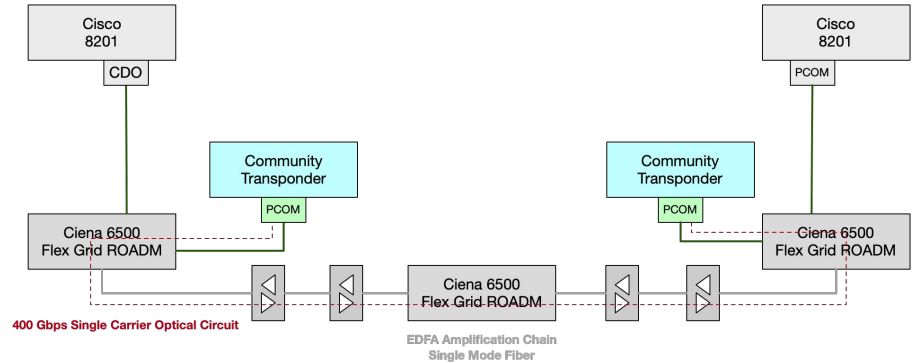 Cisco
8201
Cisco
8201
CDO
PCOM
Community
Transponder
Community
Transponder
PCOM
PCOM
Ciena 6500
Flex Grid ROADM
Ciena 6500
Flex Grid ROADM
Ciena 6500
Flex Grid ROADM
400 Gbps Single Carrier Optical Circuit
EDFA Amplification Chain
Single Mode Fiber